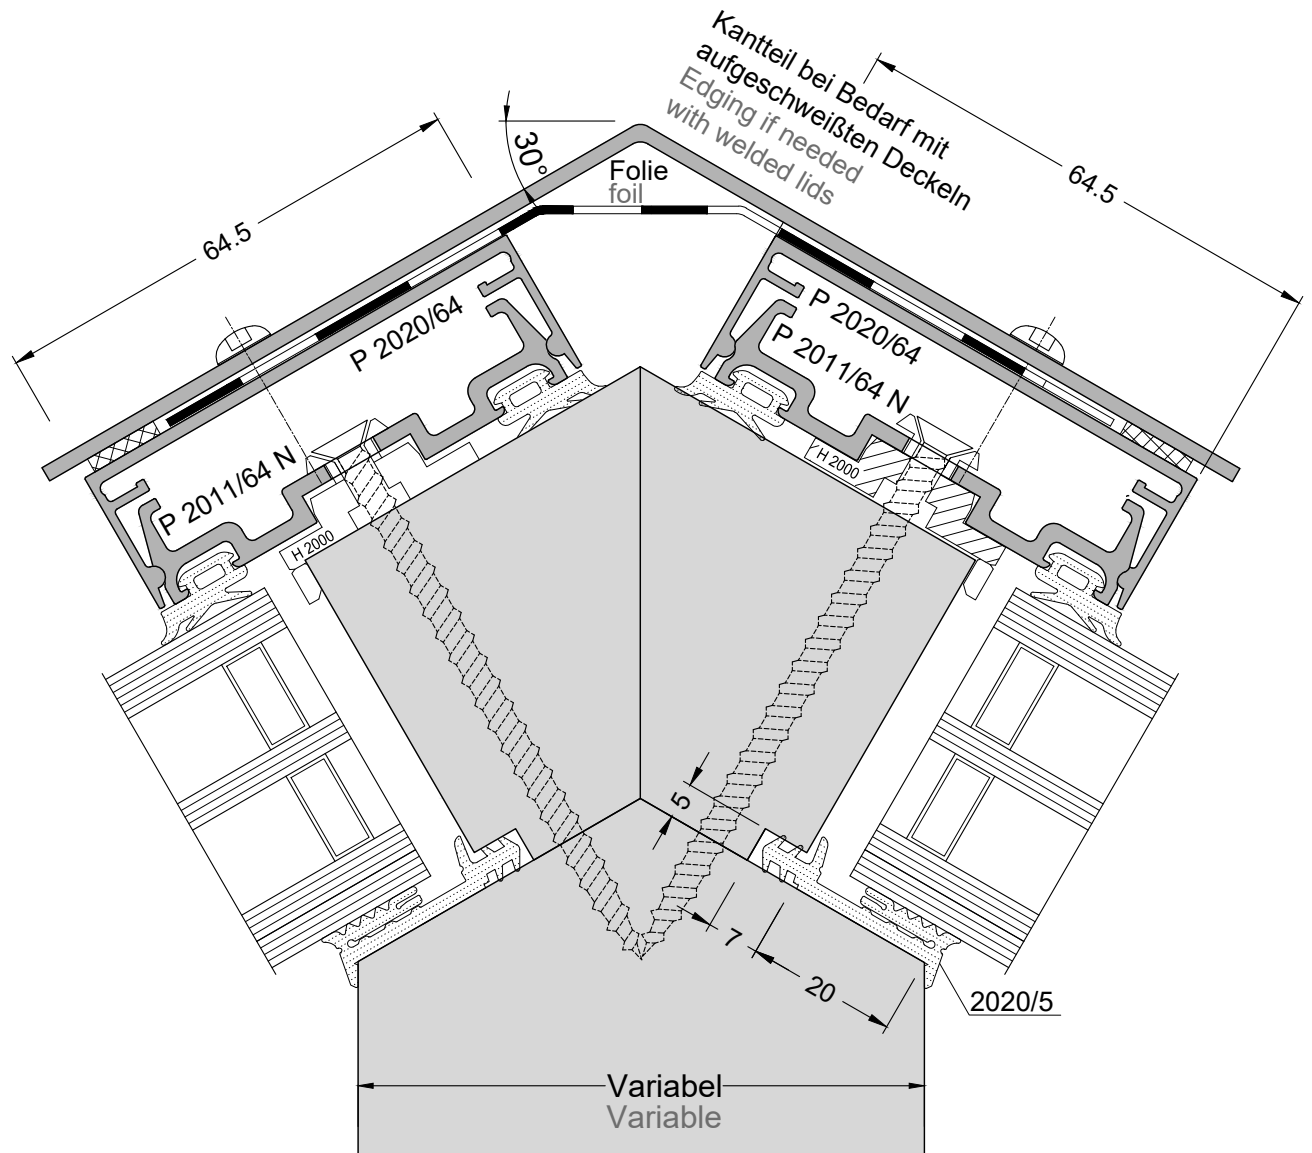 Kantteil bei Bedarf mit
aufgeschweißten Deckeln
Edging if needed
with welded lids
64.5
64.5
30°
Folie
foil
P 2020/64
P 2011/64 N
P 2020/64
P 2011/64 N
H 2000
H 2000
5
7
20
2020/5
Variabel
Variable